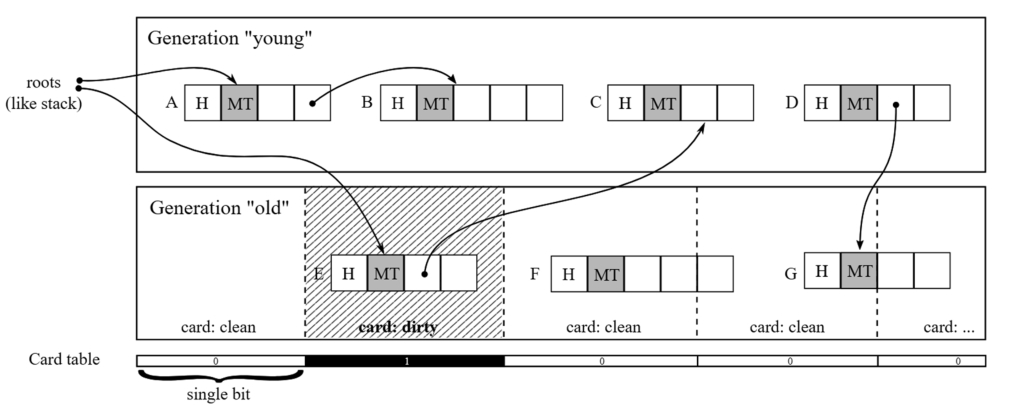 Generation "young"
roots
(like stack)
A H MT
B H MT
C H MT
D H MT
Generation "old"
E H MT
F H MT
G H MT
card: clean
card: dirty
card: clean
card: clean
card: ...
Card table
0 1 0 0 0
single bit